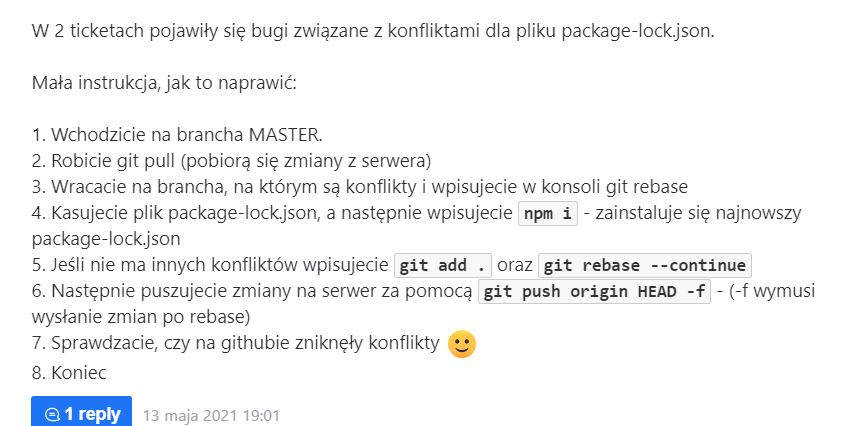 W 2 ticketach pojawiły się bugi związane z konfliktami dla pliku package-lock.json.
Mała instrukcja, jak to naprawić:
1. Wchodzicie na brancha MASTER.
2. Robicie git pull (pobiorą się zmiany z serwera)
3. Wracacie na brancha, na którym są konflikty i wpisujecie w konsoli git rebase
4. Kasujecie plik package-lock.json, a następnie wpisujecie npm i - zainstaluje się najnowszy
package-lock.json
5. Jeśli nie ma innych konfliktów wpisujecie git add . oraz git rebase --continue
6. Następnie puszujecie zmiany na serwer za pomocą git push origin HEAD -f - (-f wymusi
wysłanie zmian po rebase)
7. Sprawdzacie, czy na githubie zniknęły konflikty 🙂
8. Koniec
1 reply 13 maja 2021 19:01